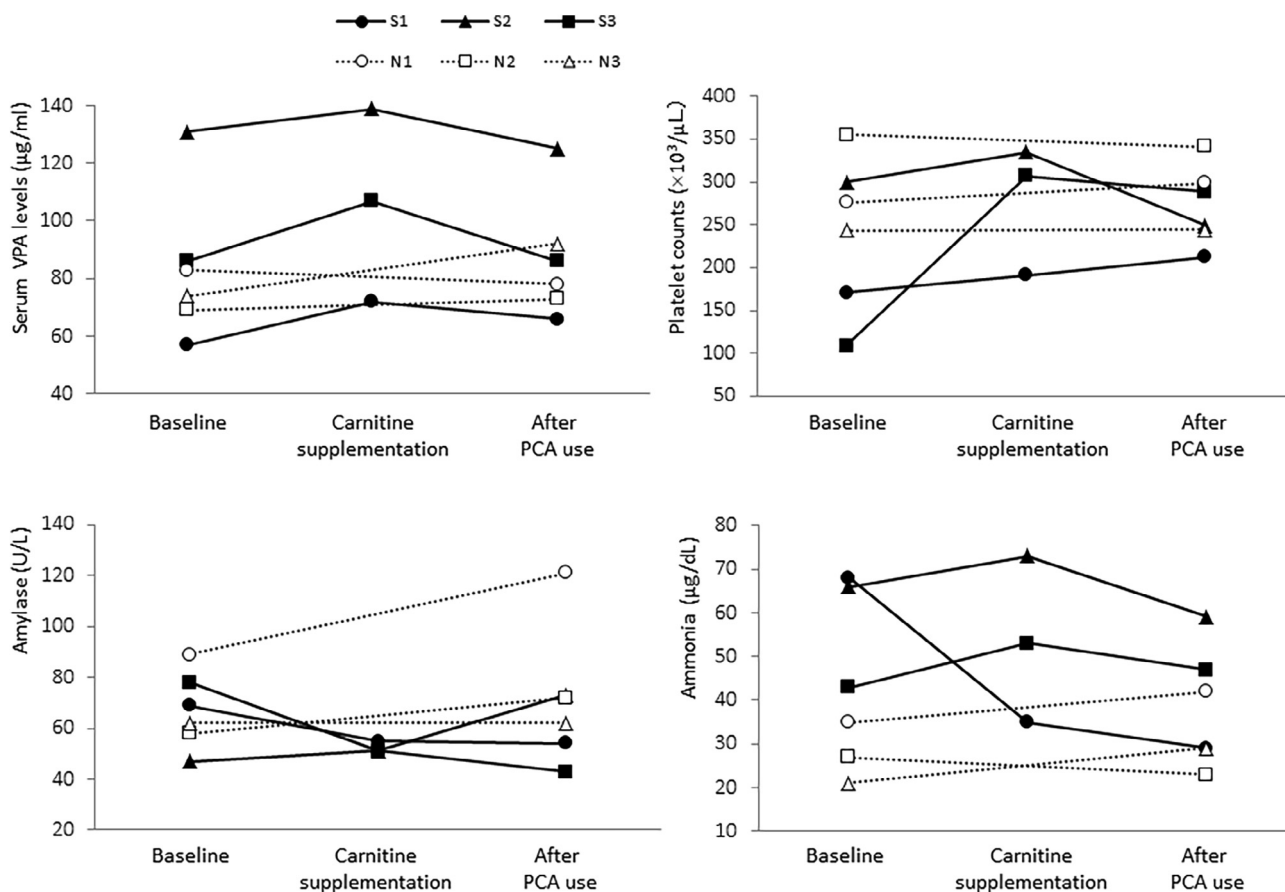 S1 S2 S3
N1 N2 N3
Serum VPA levels (µg/ml)
140
120
100
80
60
40
Baseline
Carnitine
supplementation
After
PCA use
Platelet counts (×10³/µL)
400
350
300
250
200
150
100
50
Baseline
Carnitine
supplementation
After
PCA use
Amylase (U/L)
140
120
100
80
60
40
20
Baseline
Carnitine
supplementation
After
PCA use
Ammonia (µg/dL)
80
70
60
50
40
30
20
10
Baseline
Carnitine
supplementation
After
PCA use